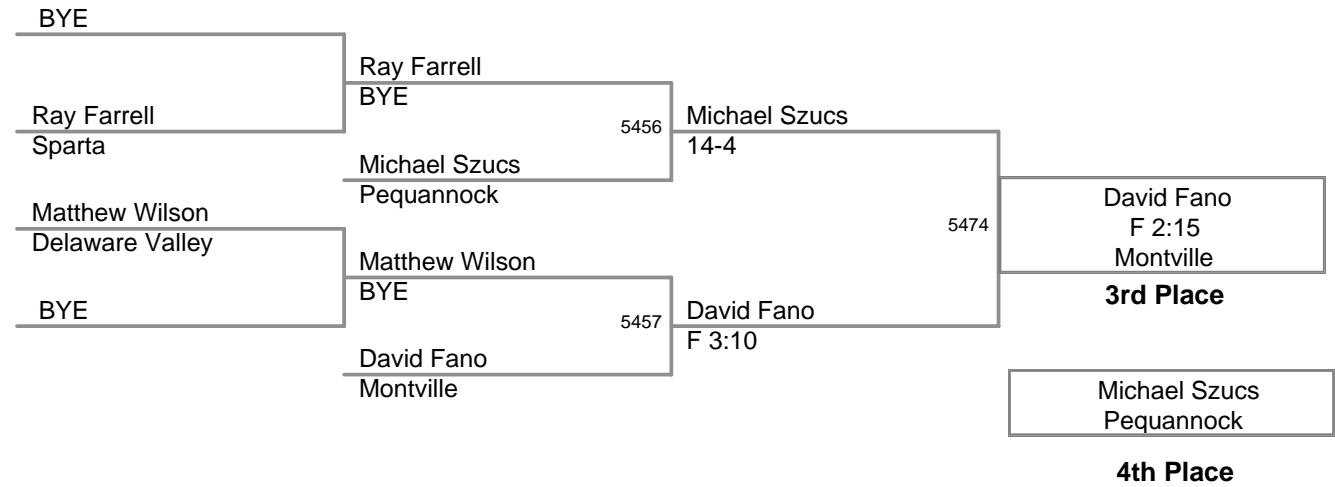 BYE
Ray Farrell
Sparta
Matthew Wilson
Delaware Valley
BYE
Ray Farrell
BYE
Michael Szucs
Pequannock
Matthew Wilson
BYE
David Fano
Montville
5456
5457
Michael Szucs
14-4
David Fano
F 3:10
5474
David Fano
F 2:15
Montville
3rd Place
Michael Szucs
Pequannock
4th Place